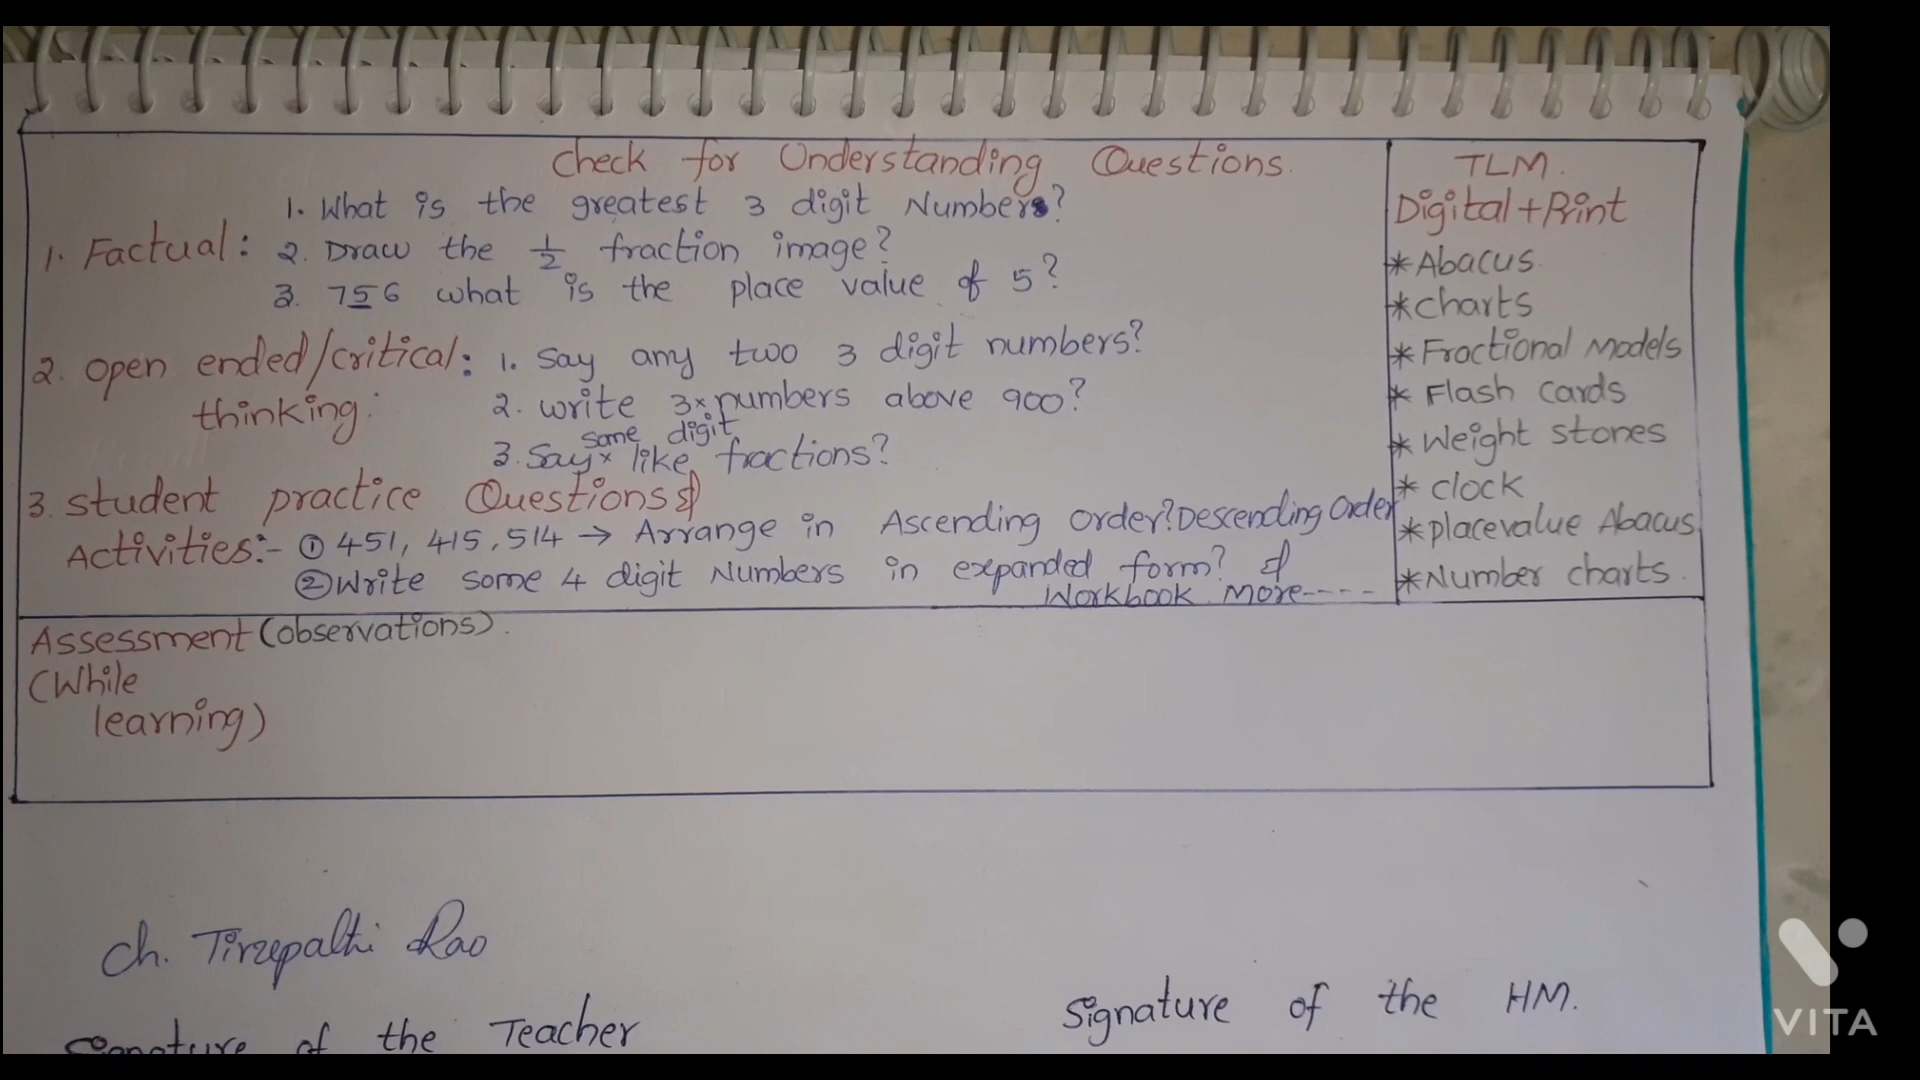 Check for Understanding Questions.
1. What is the greatest 3 digit Numbers?
1. Factual: 2. Draw the 1/2 fraction image?
3. 756 what is the place value of 5?
2. open ended/critical: 1. Say any two 3 digit numbers?
thinking: 2. write 3 digit numbers above 900?
3. Say some like fractions?
3. Student practice Questions &
Activities:- ① 451, 415, 514 → Arrange in Ascending order? Descending Order
② Write some 4 digit Numbers in expanded form? &
Workbook More----
TLM.
Digital + Print
* Abacus.
* charts
* Fractional Models
* Flash cards
* Weight stones
* clock
* placevalue Abacus
* Number charts.
Assessment (observations).
(While
learning)
Ch. Tirupathi Rao
Signature of the Teacher
Signature of the HM.
VITA